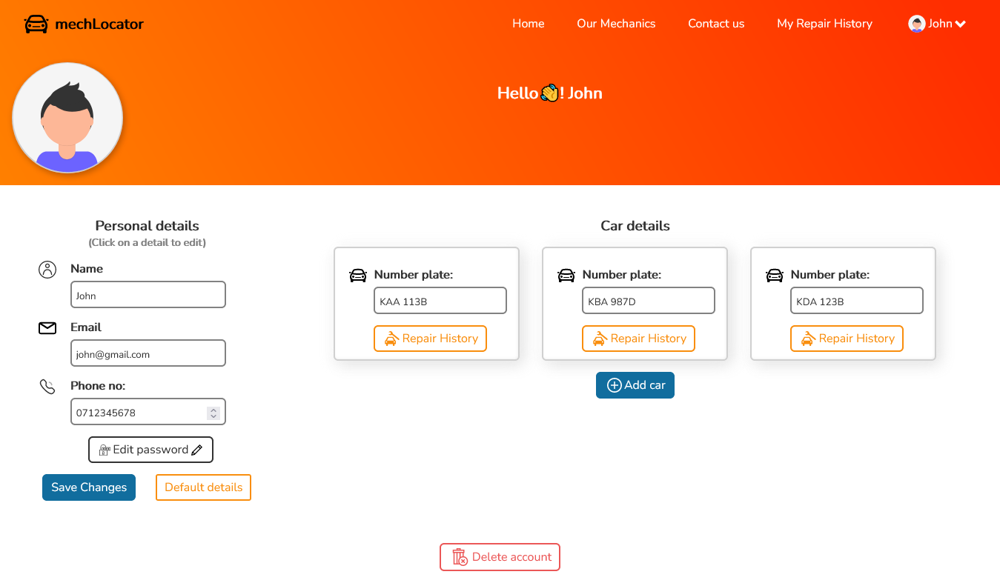 mechLocator
Home
Our Mechanics
Contact us
My Repair History
John
Hello👋! John
Personal details
(Click on a detail to edit)
Name
John
Email
john@gmail.com
Phone no:
0712345678
Edit password
Save Changes
Default details
Car details
Number plate:
KAA 113B
Repair History
Number plate:
KBA 987D
Repair History
Number plate:
KDA 123B
Repair History
Add car
Delete account